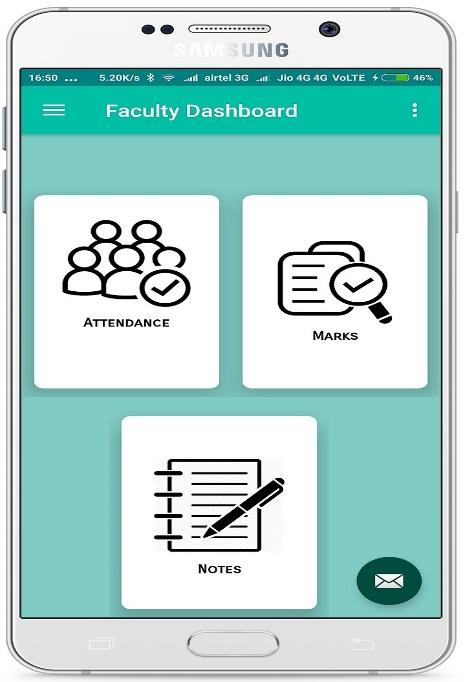 SAMSUNG
16:50 ... 5.20K/s airtel 3G Jio 4G 4G VoLTE 46%
Faculty Dashboard
Attendance
Marks
Notes